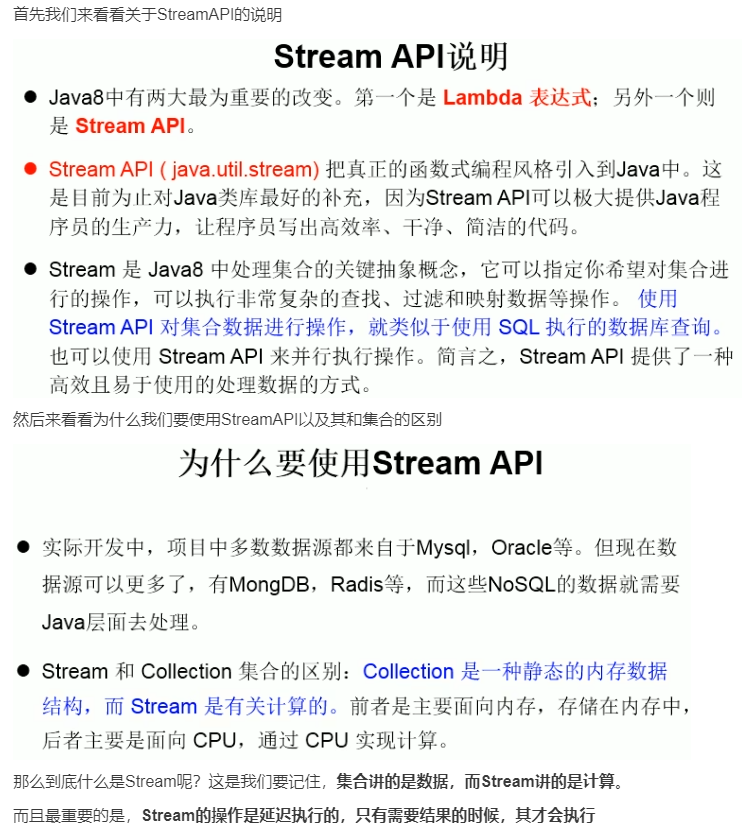 首先我们来看看关于StreamAPI的说明
Stream API说明
● Java8中有两大最为重要的改变。第一个是 Lambda 表达式；另外一个则
是 Stream API。
● Stream API ( java.util.stream) 把真正的函数式编程风格引入到Java中。这
是目前为止对Java类库最好的补充，因为Stream API可以极大提供Java程
序员的生产力，让程序员写出高效率、干净、简洁的代码。
● Stream 是 Java8 中处理集合的关键抽象概念，它可以指定你希望对集合进
行的操作，可以执行非常复杂的查找、过滤和映射数据等操作。 使用
Stream API 对集合数据进行操作，就类似于使用 SQL 执行的数据库查询。
也可以使用 Stream API 来并行执行操作。简言之，Stream API 提供了一种
高效且易于使用的处理数据的方式。
然后来看看为什么我们要使用StreamAPI以及其和集合的区别
为什么要使用Stream API
● 实际开发中，项目中多数数据源都来自于Mysql，Oracle等。但现在数
据源可以更多了，有MongDB，Radis等，而这些NoSQL的数据就需要
Java层面去处理。
● Stream 和 Collection 集合的区别：Collection 是一种静态的内存数据
结构，而 Stream 是有关计算的。前者是主要面向内存，存储在内存中，
后者主要是面向 CPU，通过 CPU 实现计算。
那么到底什么是Stream呢？这是我们要记住，集合讲的是数据，而Stream讲的是计算。
而且最重要的是，Stream的操作是延迟执行的，只有需要结果的时候，其才会执行